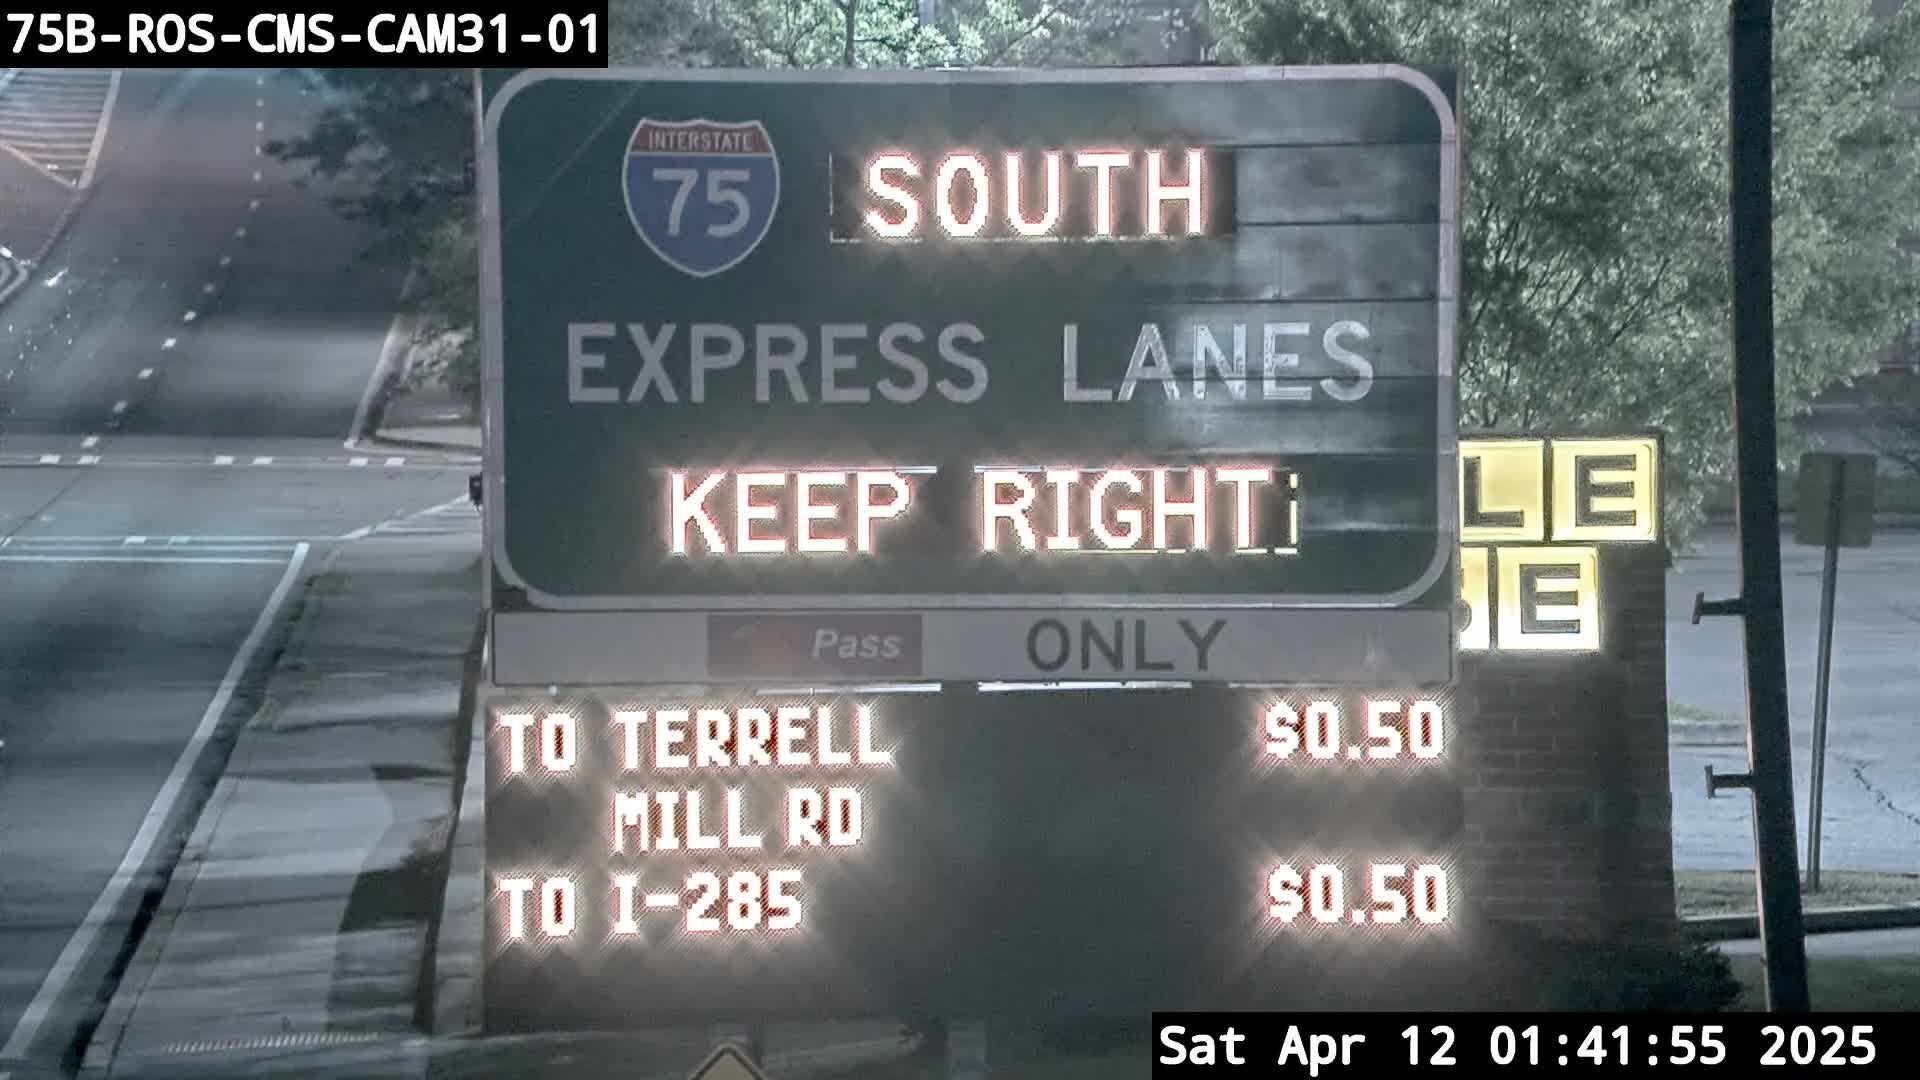 75B-ROS-CMS-CAM31-01
INTERSTATE
75
SOUTH
EXPRESS LANES
KEEP RIGHT
Pass ONLY
TO TERRELL $0.50
MILL RD
TO I-285 $0.50
LE
E
Sat Apr 12 01:41:55 2025